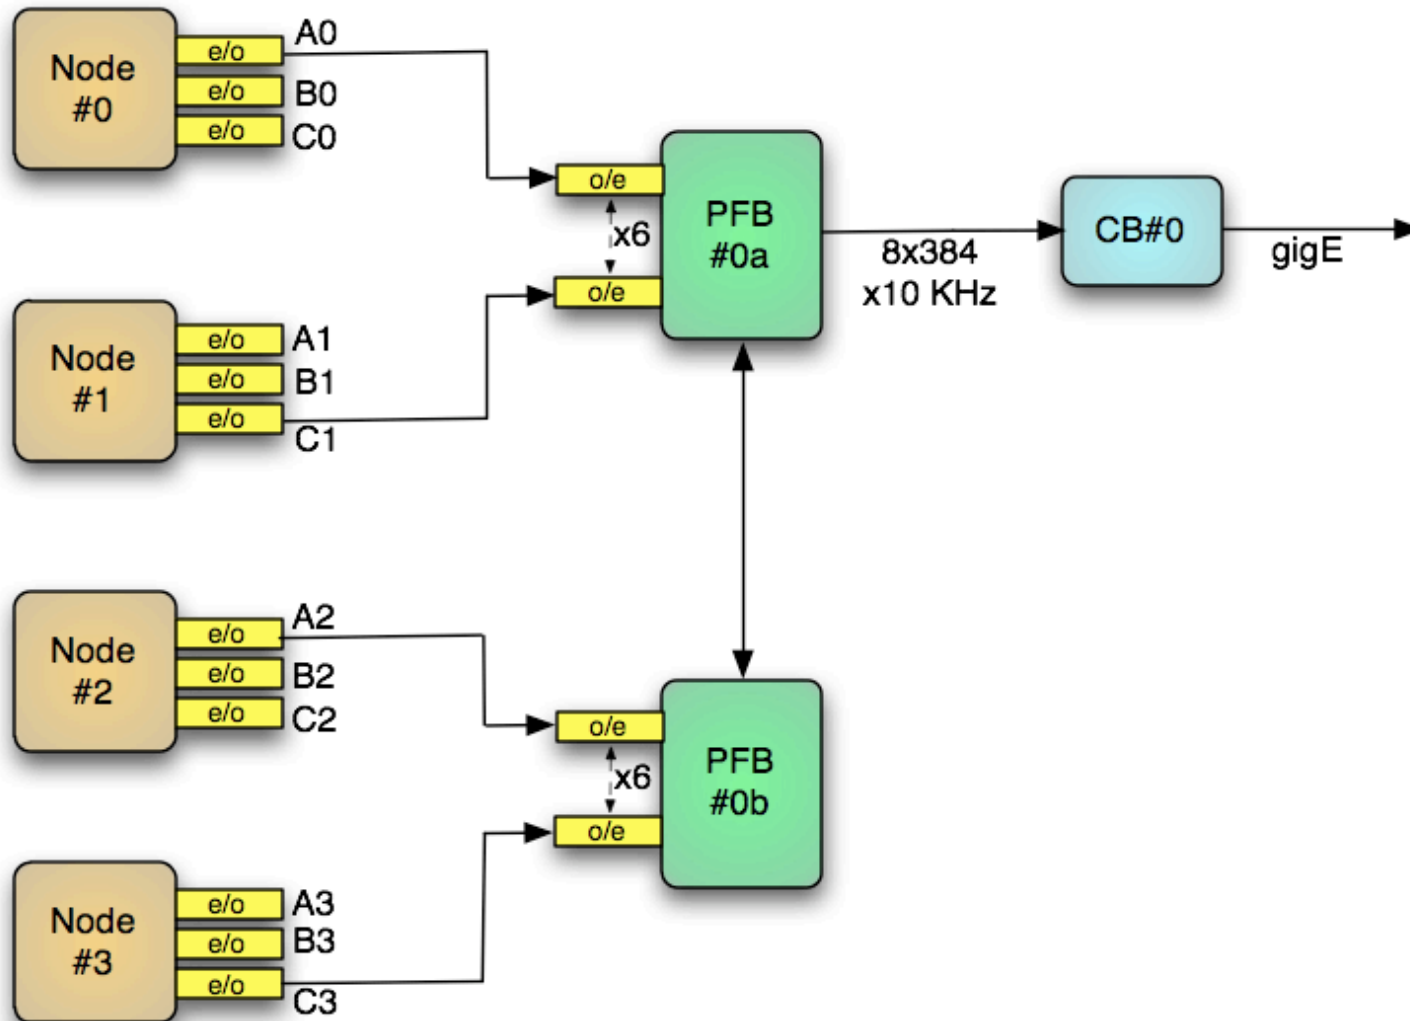 Node
#0
e/o
A0
e/o
B0
e/o
C0
Node
#1
e/o
A1
e/o
B1
e/o
C1
o/e
x6
o/e
PFB
#0a
8x384
x10 KHz
CB#0
gigE
Node
#2
e/o
A2
e/o
B2
e/o
C2
Node
#3
e/o
A3
e/o
B3
e/o
C3
o/e
x6
o/e
PFB
#0b